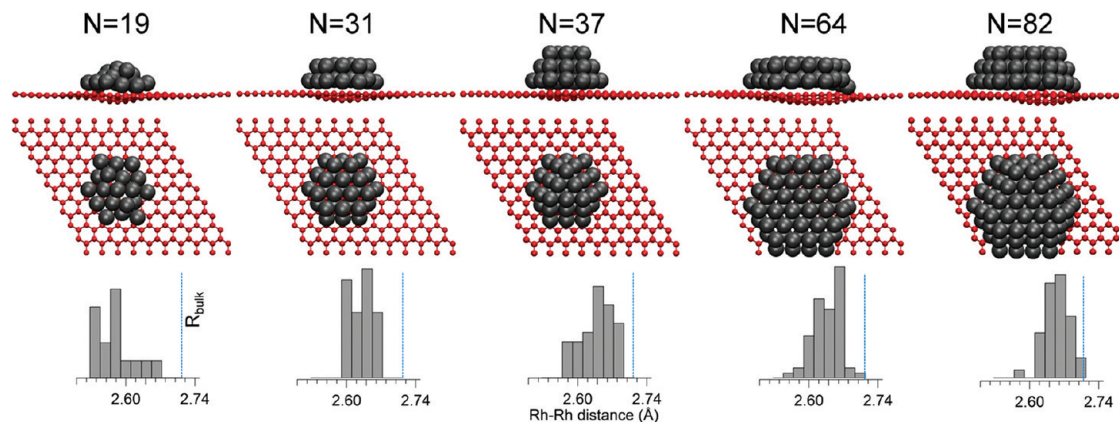 N=19 N=31 N=37 N=64 N=82
R_bulk
2.60 2.74 2.60 2.74 2.60 2.74 2.60 2.74 2.60 2.74
Rh-Rh distance (Å)